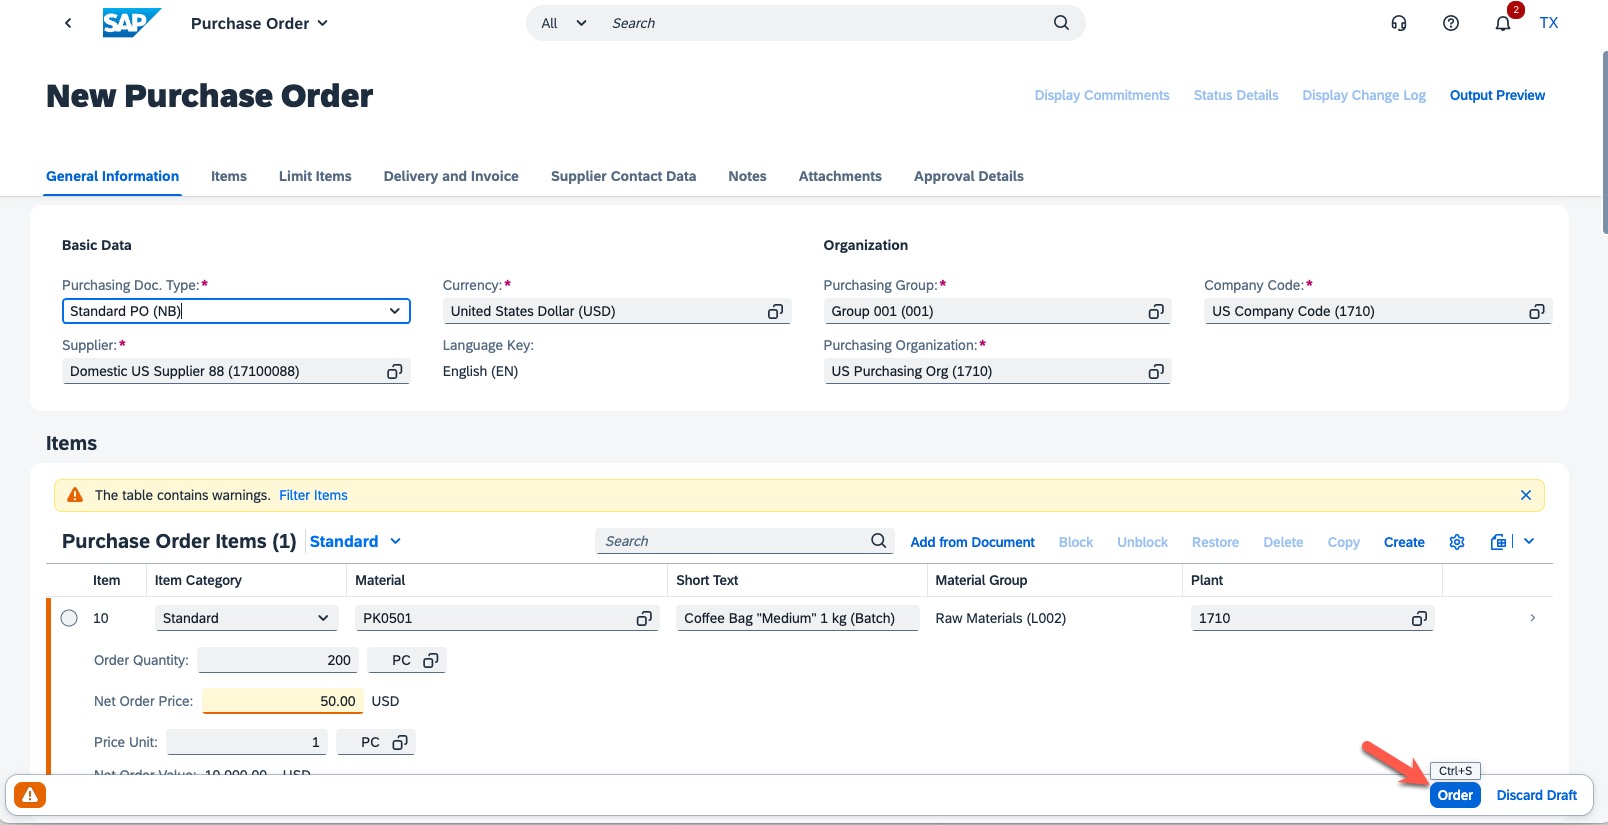 SAP Purchase Order All Search 2 TX
New Purchase Order
Display Commitments Status Details Display Change Log Output Preview
General Information Items Limit Items Delivery and Invoice Supplier Contact Data Notes Attachments Approval Details
Basic Data Organization
Purchasing Doc. Type:* Currency:* Purchasing Group:* Company Code:*
Standard PO (NB) United States Dollar (USD) Group 001 (001) US Company Code (1710)
Supplier:* Language Key: Purchasing Organization:*
Domestic US Supplier 88 (17100088) English (EN) US Purchasing Org (1710)
Items
The table contains warnings. Filter Items
Purchase Order Items (1) Standard Search Add from Document Block Unblock Restore Delete Copy Create
Item Item Category Material Short Text Material Group Plant
10 Standard PK0501 Coffee Bag "Medium" 1 kg (Batch) Raw Materials (L002) 1710
Order Quantity: 200 PC
Net Order Price: 50.00 USD
Price Unit: 1 PC
Net Order Value: 10,000.00 USD
Ctrl+S
Order Discard Draft